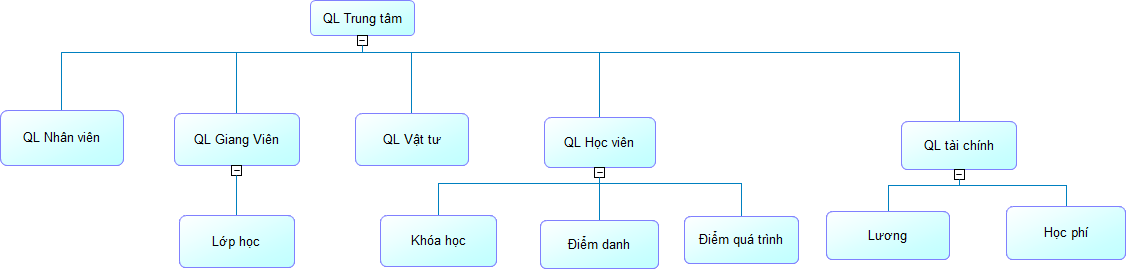 QL Trung tâm
QL Nhân viên
QL Giang Viên
QL Vật tư
QL Học viên
QL tài chính
Lớp học
Khóa học
Điểm danh
Điểm quá trình
Lương
Học phí